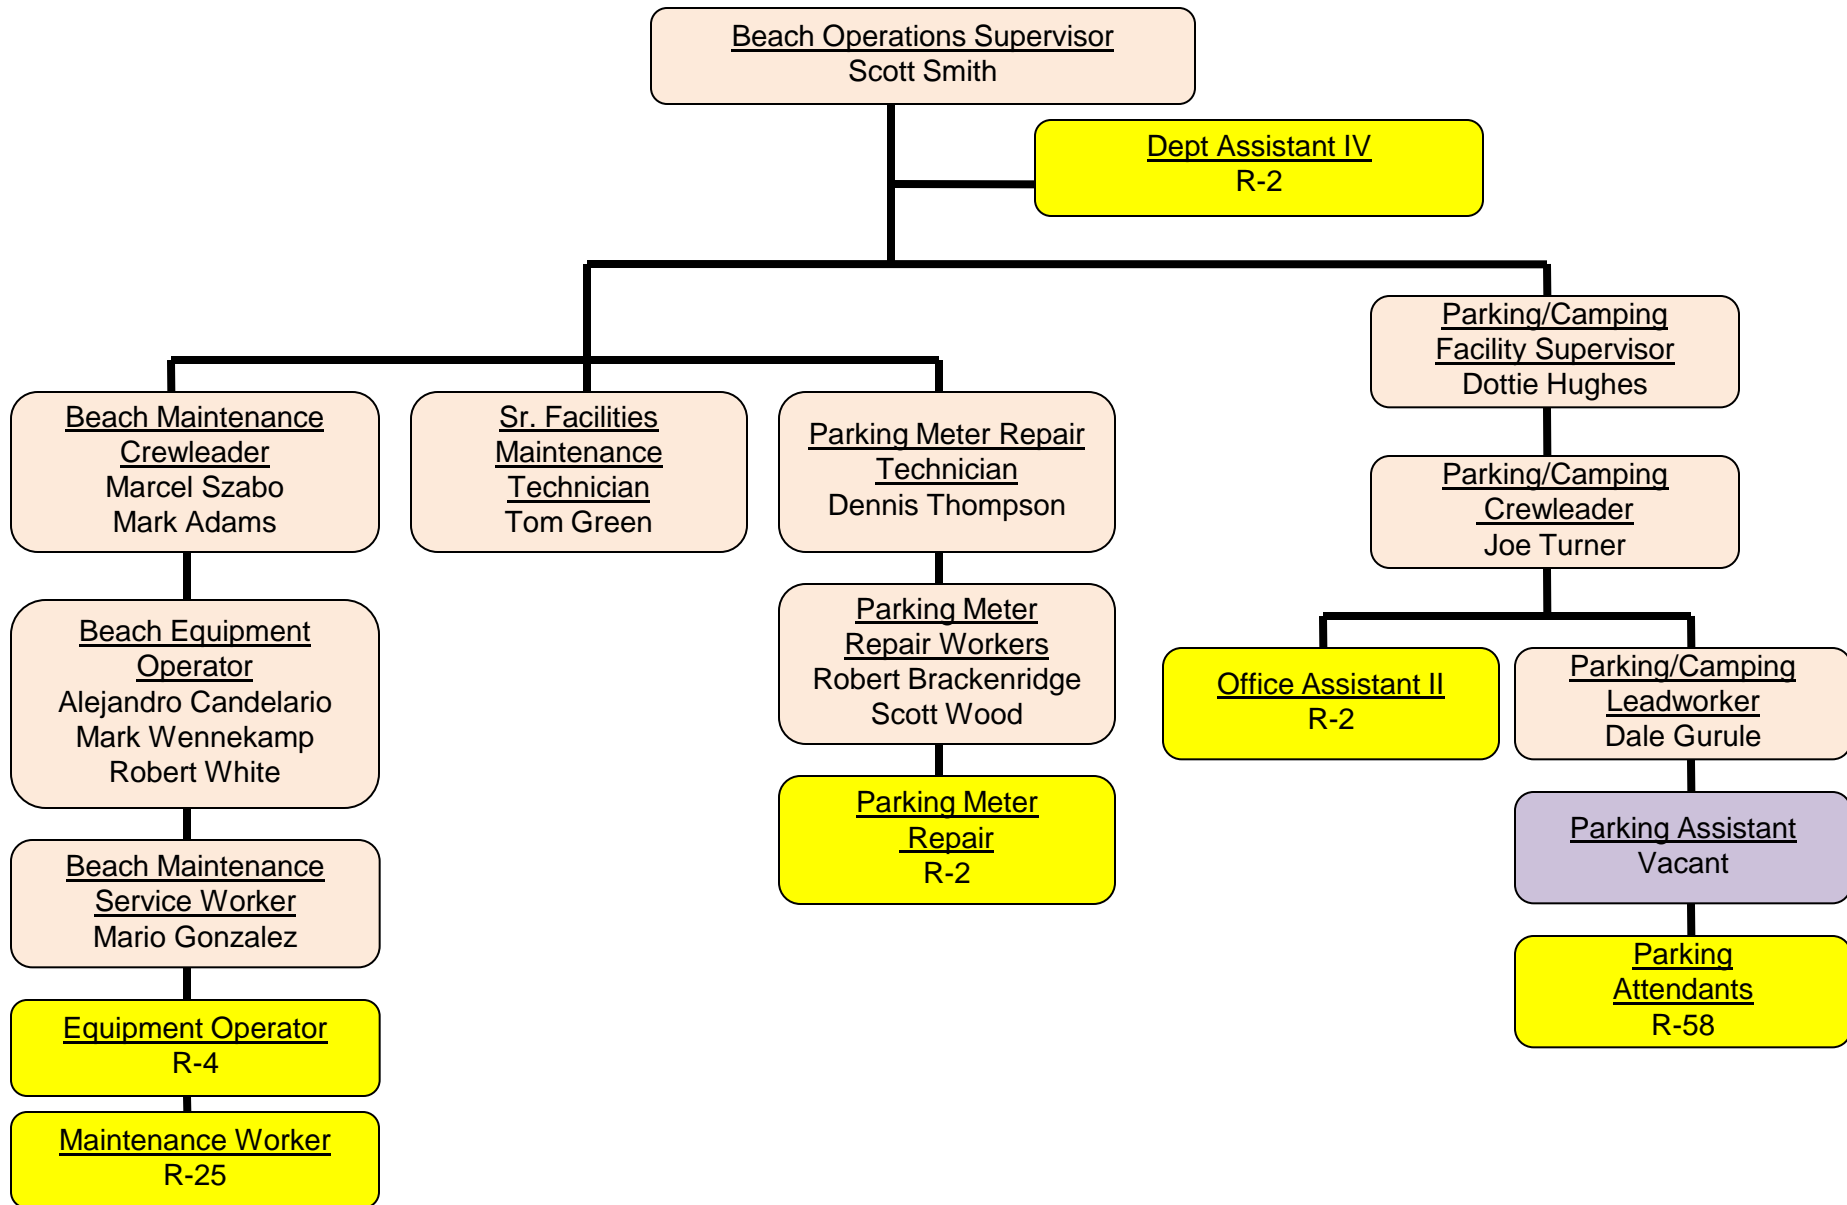 Beach Operations Supervisor
Scott Smith
Dept Assistant IV
R-2
Parking/Camping
Facility Supervisor
Dottie Hughes
Beach Maintenance
Crewleader
Marcel Szabo
Mark Adams
Sr. Facilities
Maintenance
Technician
Tom Green
Parking Meter Repair
Technician
Dennis Thompson
Parking/Camping
Crewleader
Joe Turner
Beach Equipment
Operator
Alejandro Candelario
Mark Wennekamp
Robert White
Parking Meter
Repair Workers
Robert Brackenridge
Scott Wood
Office Assistant II
R-2
Parking/Camping
Leadworker
Dale Gurule
Parking Meter
Repair
R-2
Parking Assistant
Vacant
Beach Maintenance
Service Worker
Mario Gonzalez
Parking
Attendants
R-58
Equipment Operator
R-4
Maintenance Worker
R-25